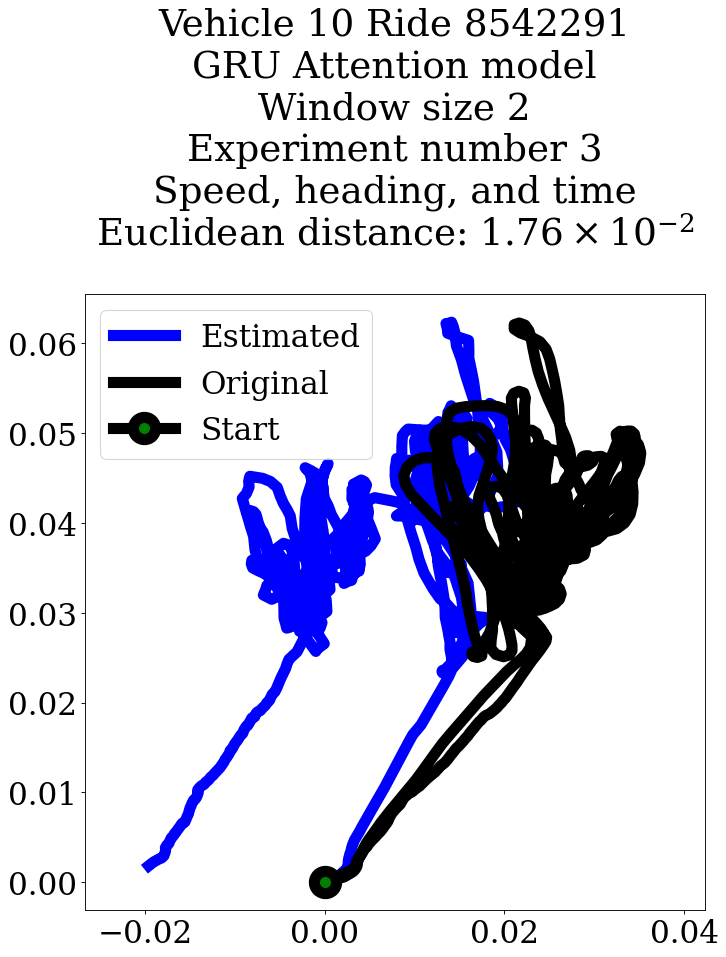 Vehicle 10 Ride 8542291
GRU Attention model
Window size 2
Experiment number 3
Speed, heading, and time
Euclidean distance: 1.76 × 10⁻²
Estimated
Original
Start
0.06
0.05
0.04
0.03
0.02
0.01
0.00
−0.02
0.00
0.02
0.04